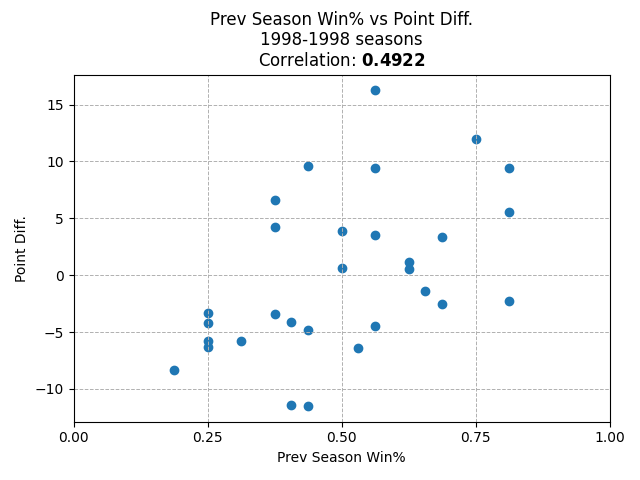 Prev Season Win% vs Point Diff.
1998-1998 seasons
Correlation: 0.4922
15
10
5
0
−5
−10
Point Diff.
0.00 0.25 0.50 0.75 1.00
Prev Season Win%